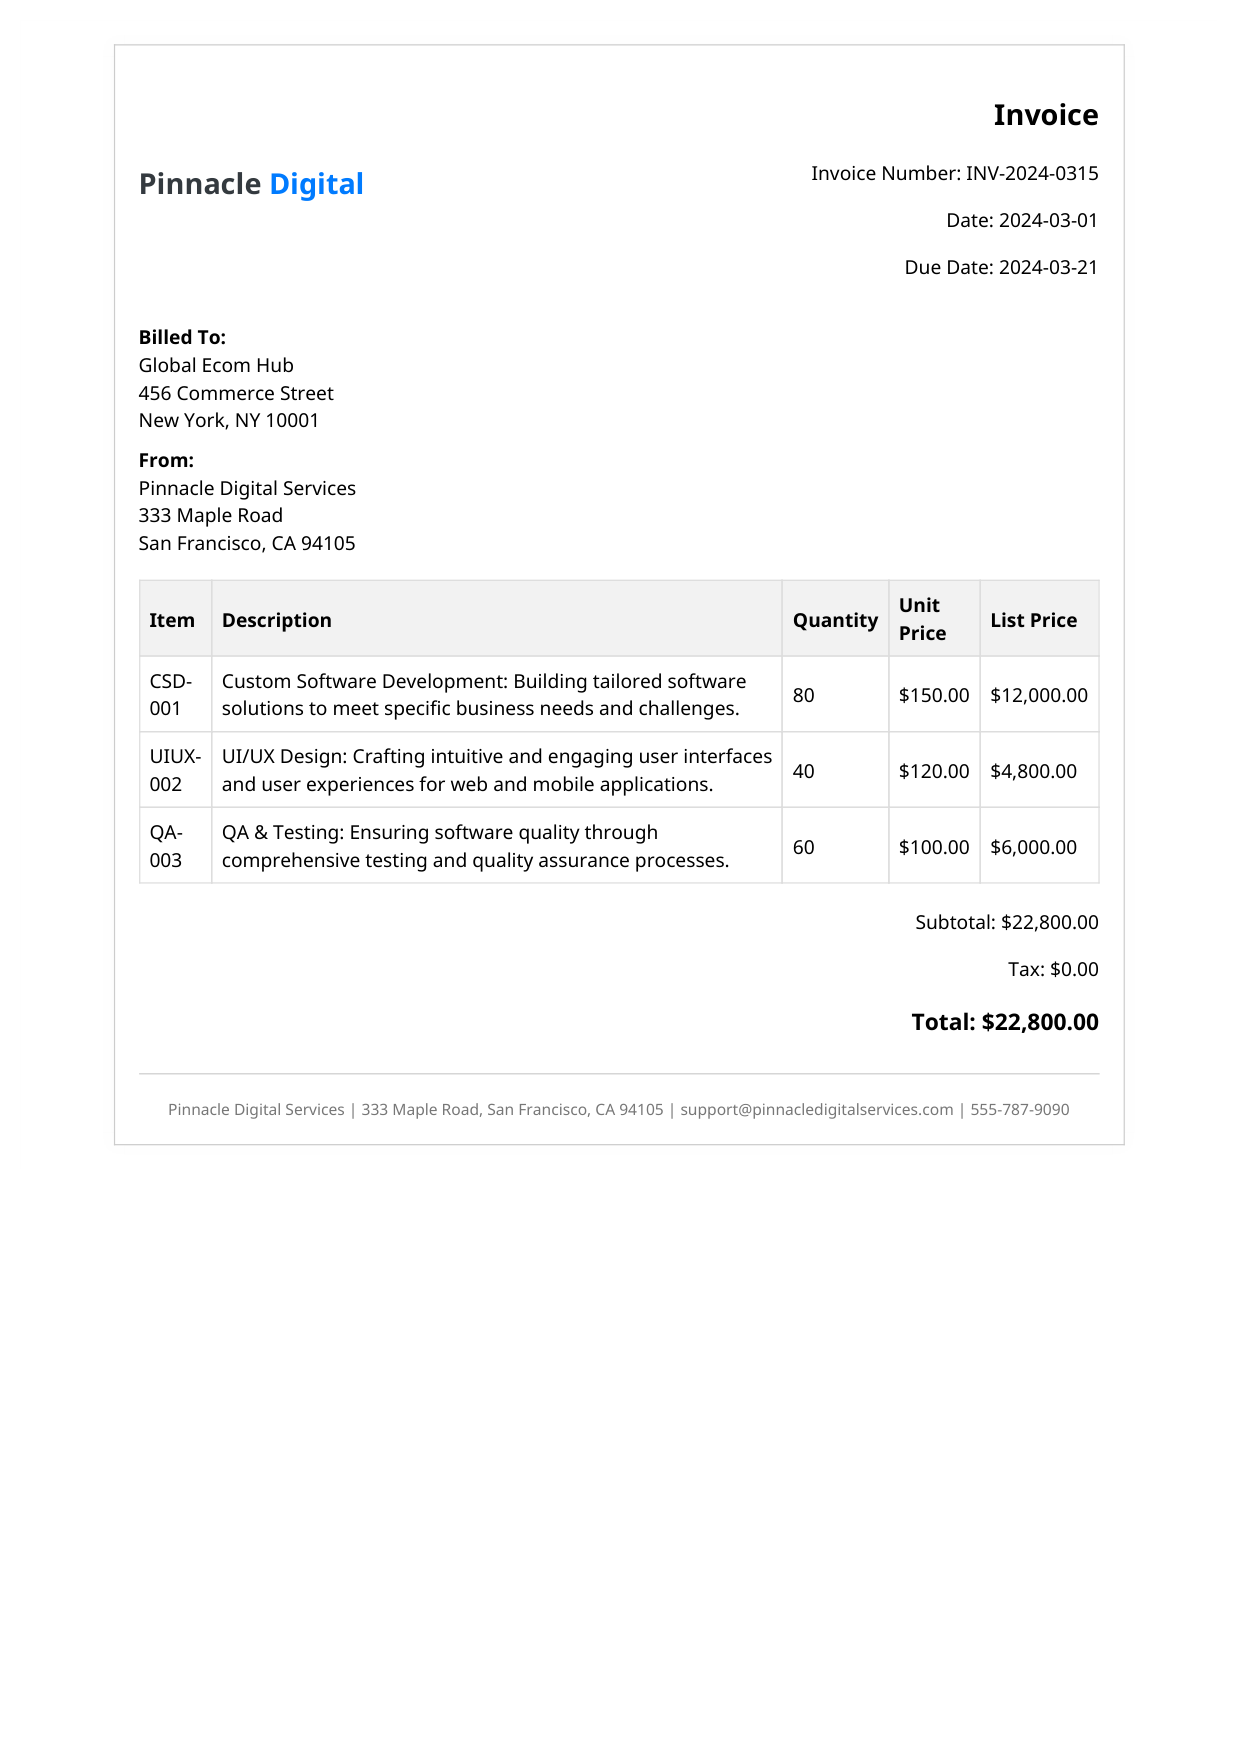 Invoice
Pinnacle Digital
Invoice Number: INV-2024-0315
Date: 2024-03-01
Due Date: 2024-03-21
Billed To:
Global Ecom Hub
456 Commerce Street
New York, NY 10001
From:
Pinnacle Digital Services
333 Maple Road
San Francisco, CA 94105
Item Description Quantity Unit Price List Price
CSD-001 Custom Software Development: Building tailored software
solutions to meet specific business needs and challenges. 80 $150.00 $12,000.00
UIUX-002 UI/UX Design: Crafting intuitive and engaging user interfaces
and user experiences for web and mobile applications. 40 $120.00 $4,800.00
QA-003 QA & Testing: Ensuring software quality through
comprehensive testing and quality assurance processes. 60 $100.00 $6,000.00
Subtotal: $22,800.00
Tax: $0.00
Total: $22,800.00
Pinnacle Digital Services | 333 Maple Road, San Francisco, CA 94105 | support@pinnacledigitalservices.com | 555-787-9090